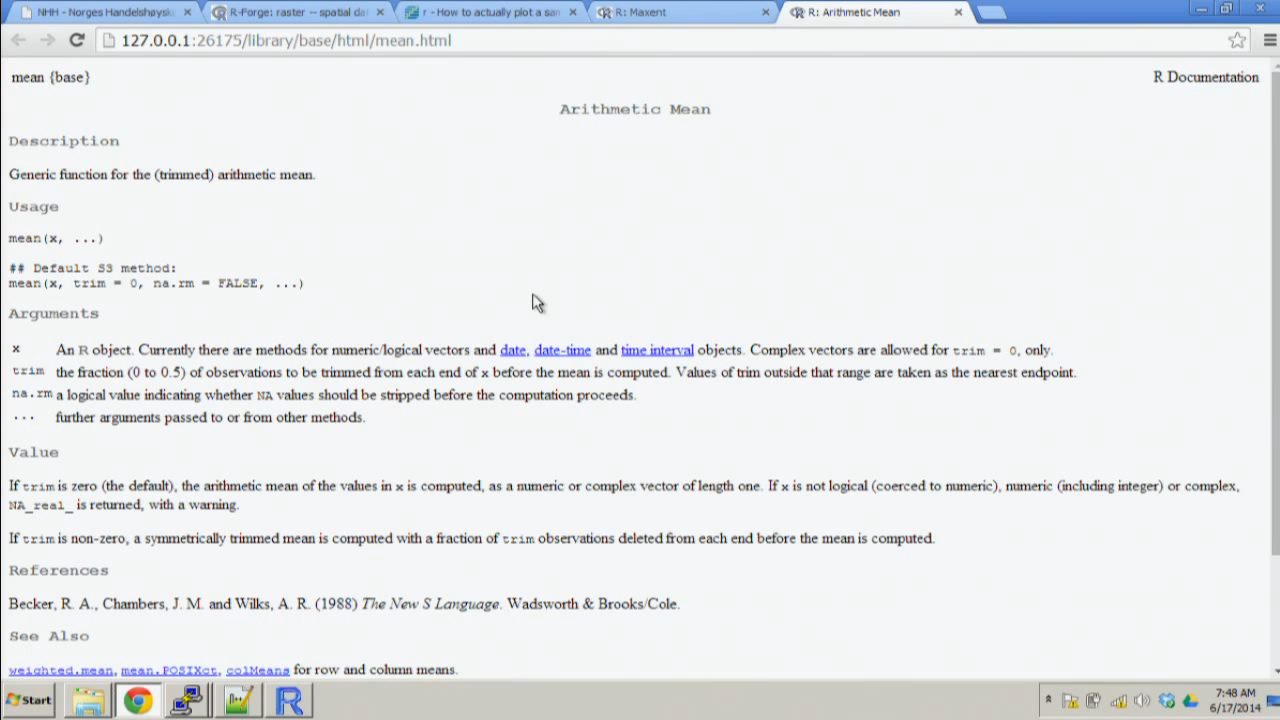 NHH - Norges Handelshøysk
R-Forge: raster -- spatial dat
r - How to actually plot a sam
R: Maxent
R: Arithmetic Mean
127.0.0.1:26175/library/base/html/mean.html
mean {base}
R Documentation
Arithmetic Mean
Description
Generic function for the (trimmed) arithmetic mean.
Usage
mean(x, ...)
## Default S3 method:
mean(x, trim = 0, na.rm = FALSE, ...)
Arguments
x An R object. Currently there are methods for numeric/logical vectors and date, date-time and time interval objects. Complex vectors are allowed for trim = 0, only.
trim the fraction (0 to 0.5) of observations to be trimmed from each end of x before the mean is computed. Values of trim outside that range are taken as the nearest endpoint.
na.rm a logical value indicating whether NA values should be stripped before the computation proceeds.
... further arguments passed to or from other methods.
Value
If trim is zero (the default), the arithmetic mean of the values in x is computed, as a numeric or complex vector of length one. If x is not logical (coerced to numeric), numeric (including integer) or complex,
NA_real_ is returned, with a warning.
If trim is non-zero, a symmetrically trimmed mean is computed with a fraction of trim observations deleted from each end before the mean is computed.
References
Becker, R. A., Chambers, J. M. and Wilks, A. R. (1988) The New S Language. Wadsworth & Brooks/Cole.
See Also
weighted.mean, mean.POSIXct, colMeans for row and column means.
Start
7:48 AM
6/17/2014